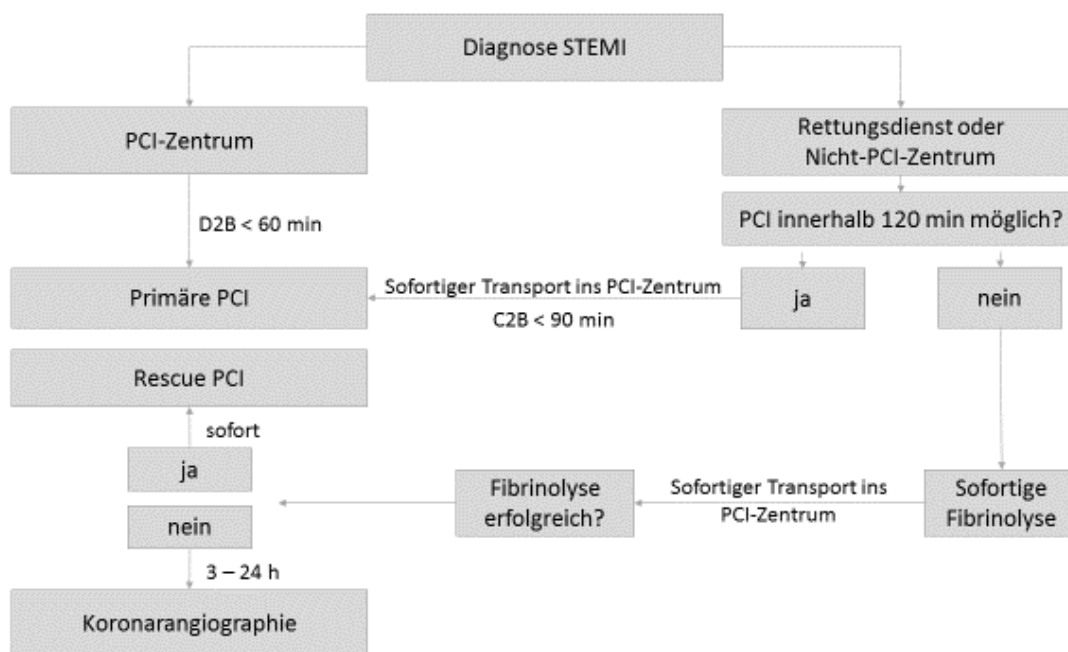 Diagnose STEMI
PCI-Zentrum
Rettungsdienst oder
Nicht-PCI-Zentrum
D2B < 60 min
PCI innerhalb 120 min möglich?
Primäre PCI
Sofortiger Transport ins PCI-Zentrum
C2B < 90 min
ja
nein
Rescue PCI
sofort
ja
nein
Fibrinolyse
erfolgreich?
Sofortiger Transport ins
PCI-Zentrum
Sofortige
Fibrinolyse
3 – 24 h
Koronarangiographie